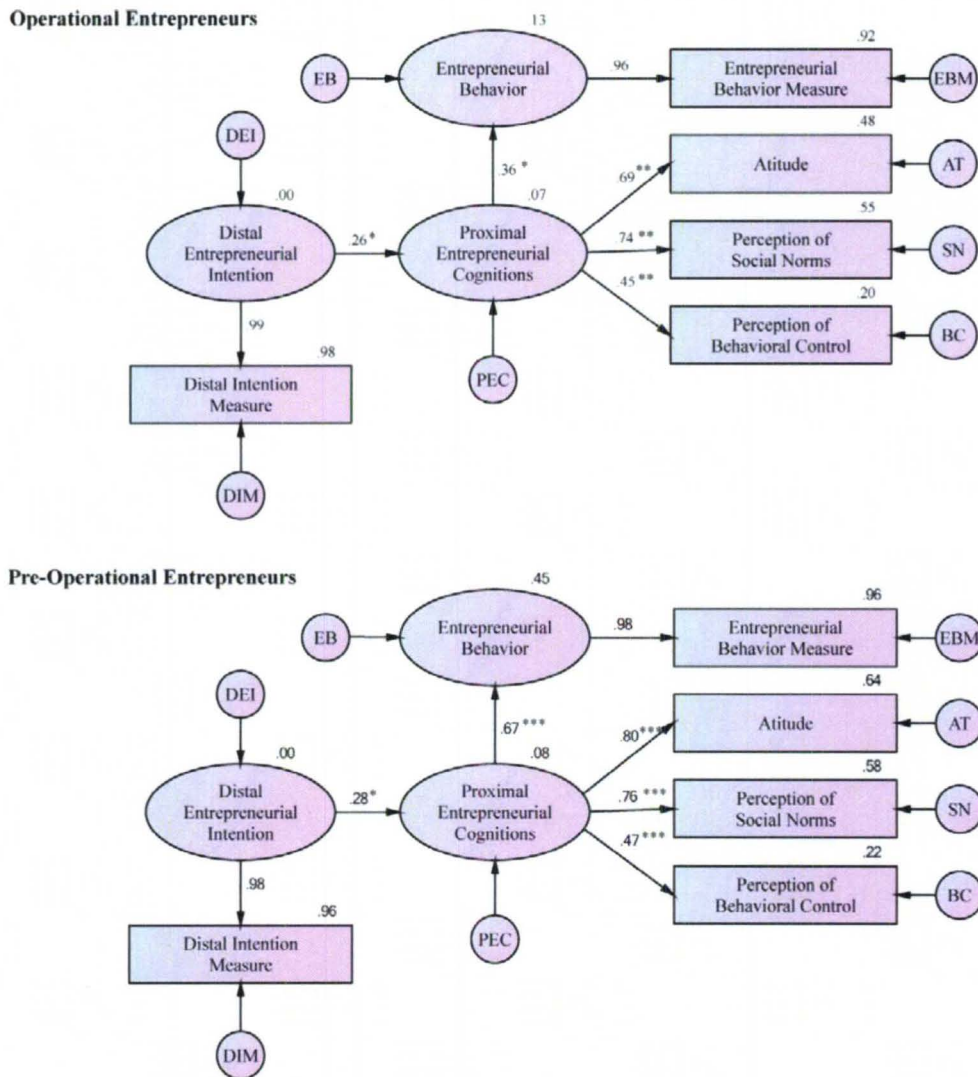 Operational Entrepreneurs
13
.92
EB
Entrepreneurial
Behavior
.96
Entrepreneurial
Behavior Measure
EBM
.48
DEI
.36 *
.69**
Atitude
AT
.00
.07
.55
Distal
Entrepreneurial
Intention
.26*
Proximal
Entrepreneurial
Cognitions
.74 **
Perception of
Social Norms
SN
.45 **
.20
99
.98
Perception of
Behavioral Control
BC
Distal Intention
Measure
PEC
DIM
Pre-Operational Entrepreneurs
.45
.96
EB
Entrepreneurial
Behavior
.98
Entrepreneurial
Behavior Measure
EBM
.64
DEI
.67 ***
.80***
Atitude
AT
.00
.08
.58
Distal
Entrepreneurial
Intention
.28*
Proximal
Entrepreneurial
Cognitions
.76 ***
Perception of
Social Norms
SN
.47 ***
.22
.98
.96
Perception of
Behavioral Control
BC
Distal Intention
Measure
PEC
DIM